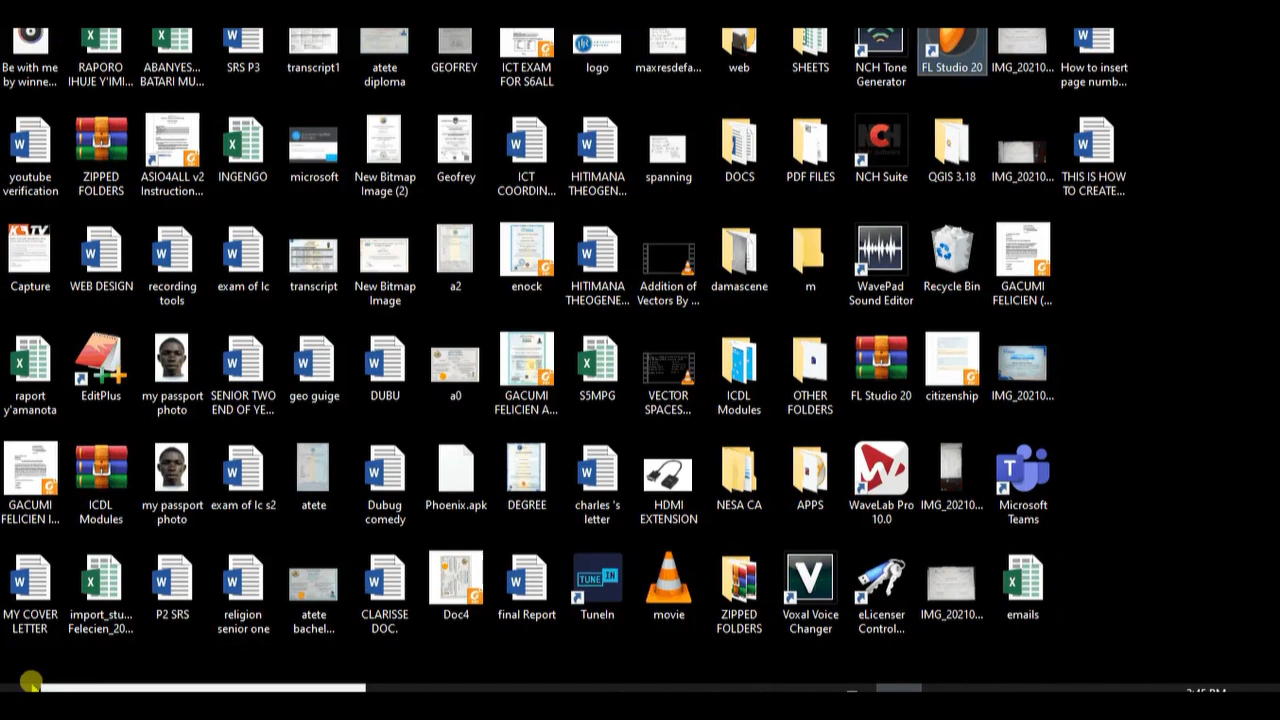 Be with me
by winne...
RAPORO
IHUJE Y'IMI...
ABANYES...
BATARI MU...
SRS P3
transcript1
atete
diploma
GEOFREY
ICT EXAM
FOR S6ALL
logo
maxresdefa...
web
SHEETS
NCH Tone
Generator
FL Studio 20
IMG_20210...
How to insert
page numb...
youtube
verification
ZIPPED
FOLDERS
ASIO4ALL v2
Instruction...
INGENGO
microsoft
New Bitmap
Image (2)
Geofrey
ICT
COORDIN...
HITIMANA
THEOGEN...
spanning
DOCS
PDF FILES
NCH Suite
QGIS 3.18
IMG_20210...
THIS IS HOW
TO CREATE...
Capture
WEB DESIGN
recording
tools
exam of lc
transcript
New Bitmap
Image
a2
enock
HITIMANA
THEOGENE...
Addition of
Vectors By ...
damascene
m
WavePad
Sound Editor
Recycle Bin
GACUMI
FELICIEN (...
raport
y'amanota
EditPlus
my passport
photo
SENIOR TWO
END OF YE...
geo guige
DUBU
a0
GACUMI
FELICIEN A...
S5MPG
VECTOR
SPACES...
ICDL
Modules
OTHER
FOLDERS
FL Studio 20
citizenship
IMG_20210...
GACUMI
FELICIEN I...
ICDL
Modules
my passport
photo
exam of lc s2
atete
Dubug
comedy
Phoenix.apk
DEGREE
charles 's
letter
HDMI
EXTENSION
NESA CA
APPS
WaveLab Pro
10.0
IMG_20210...
Microsoft
Teams
MY COVER
LETTER
import_stu...
Felecien_20...
P2 SRS
religion
senior one
atete
bachel...
CLARISSE
DOC.
Doc4
final Report
TUNE IN
TuneIn
movie
ZIPPED
FOLDERS
Voxal Voice
Changer
eLicenser
Control...
IMG_20210...
emails